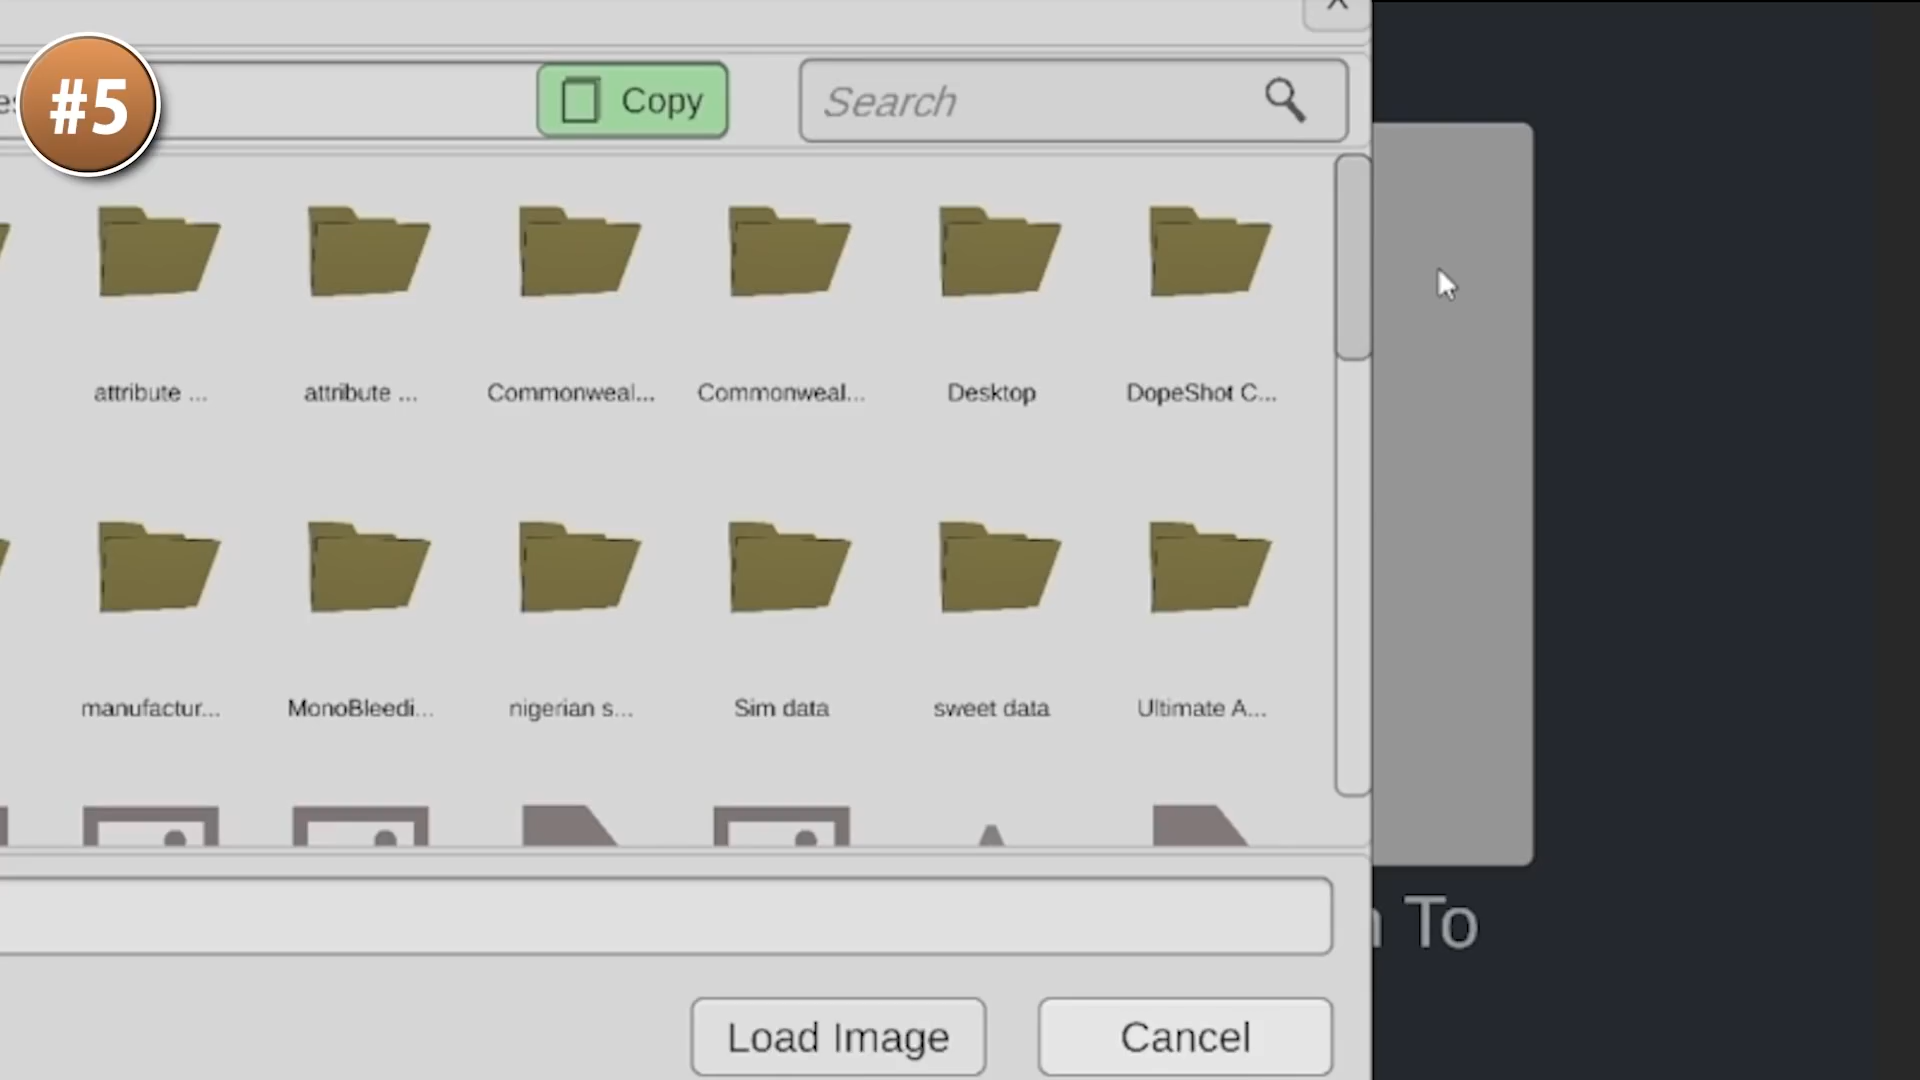 #5
Copy
Search
attribute ...
attribute ...
Commonweal...
Commonweal...
Desktop
DopeShot C...
manufactur...
MonoBleedi...
nigerian s...
Sim data
sweet data
Ultimate A...
To
Load Image
Cancel